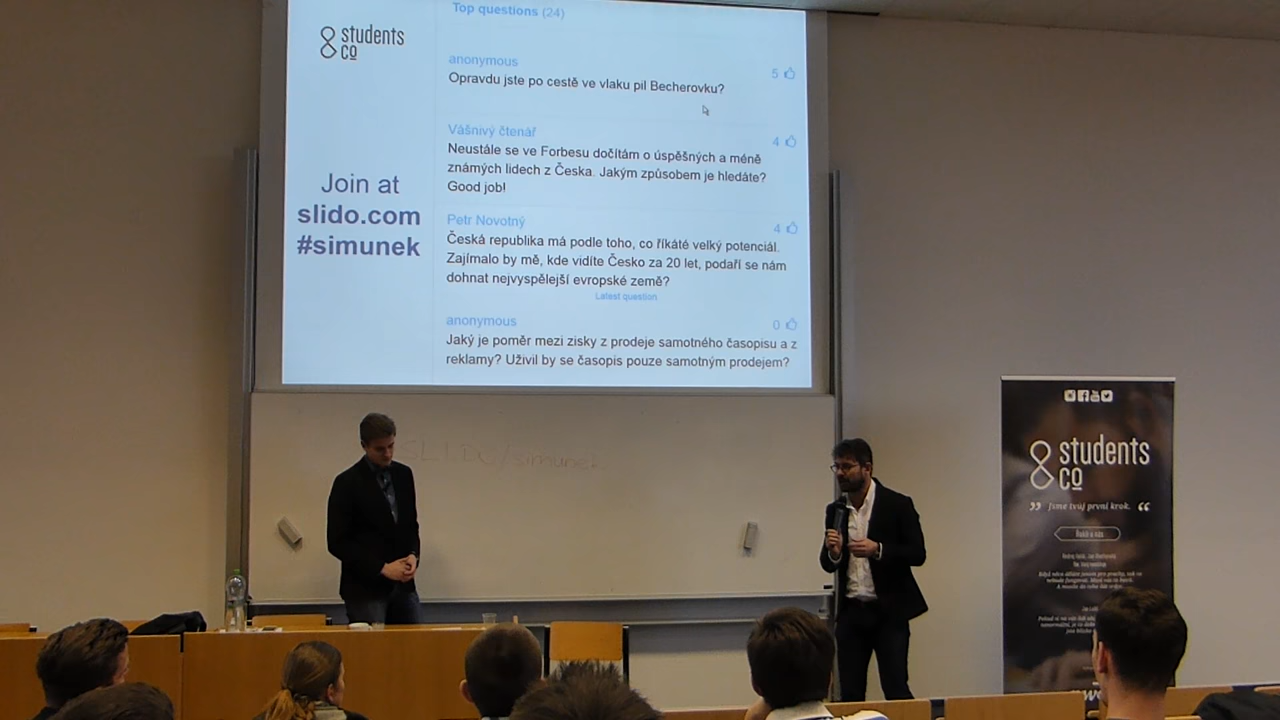 Top questions (24)
students
co
anonymous
5
Opravdu jste po cestě ve vlaku pil Becherovku?
Vášnivý čtenář
4
Neustále se ve Forbesu dočítám o úspěšných a méně
známých lidech z Česka. Jakým způsobem je hledáte?
Good job!
Join at
slido.com
#simunek
Petr Novotný
4
Česká republika má podle toho, co říkáté velký potenciál.
Zajímalo by mě, kde vidíte Česko za 20 let, podaří se nám
dohnat nejvyspělejší evropské země?
Latest question
anonymous
0
Jaký je poměr mezi zisky z prodeje samotného časopisu a z
reklamy? Uživil by se časopis pouze samotným prodejem?
SLIDO/simunek
students
co
Jsme tvůj první krok.